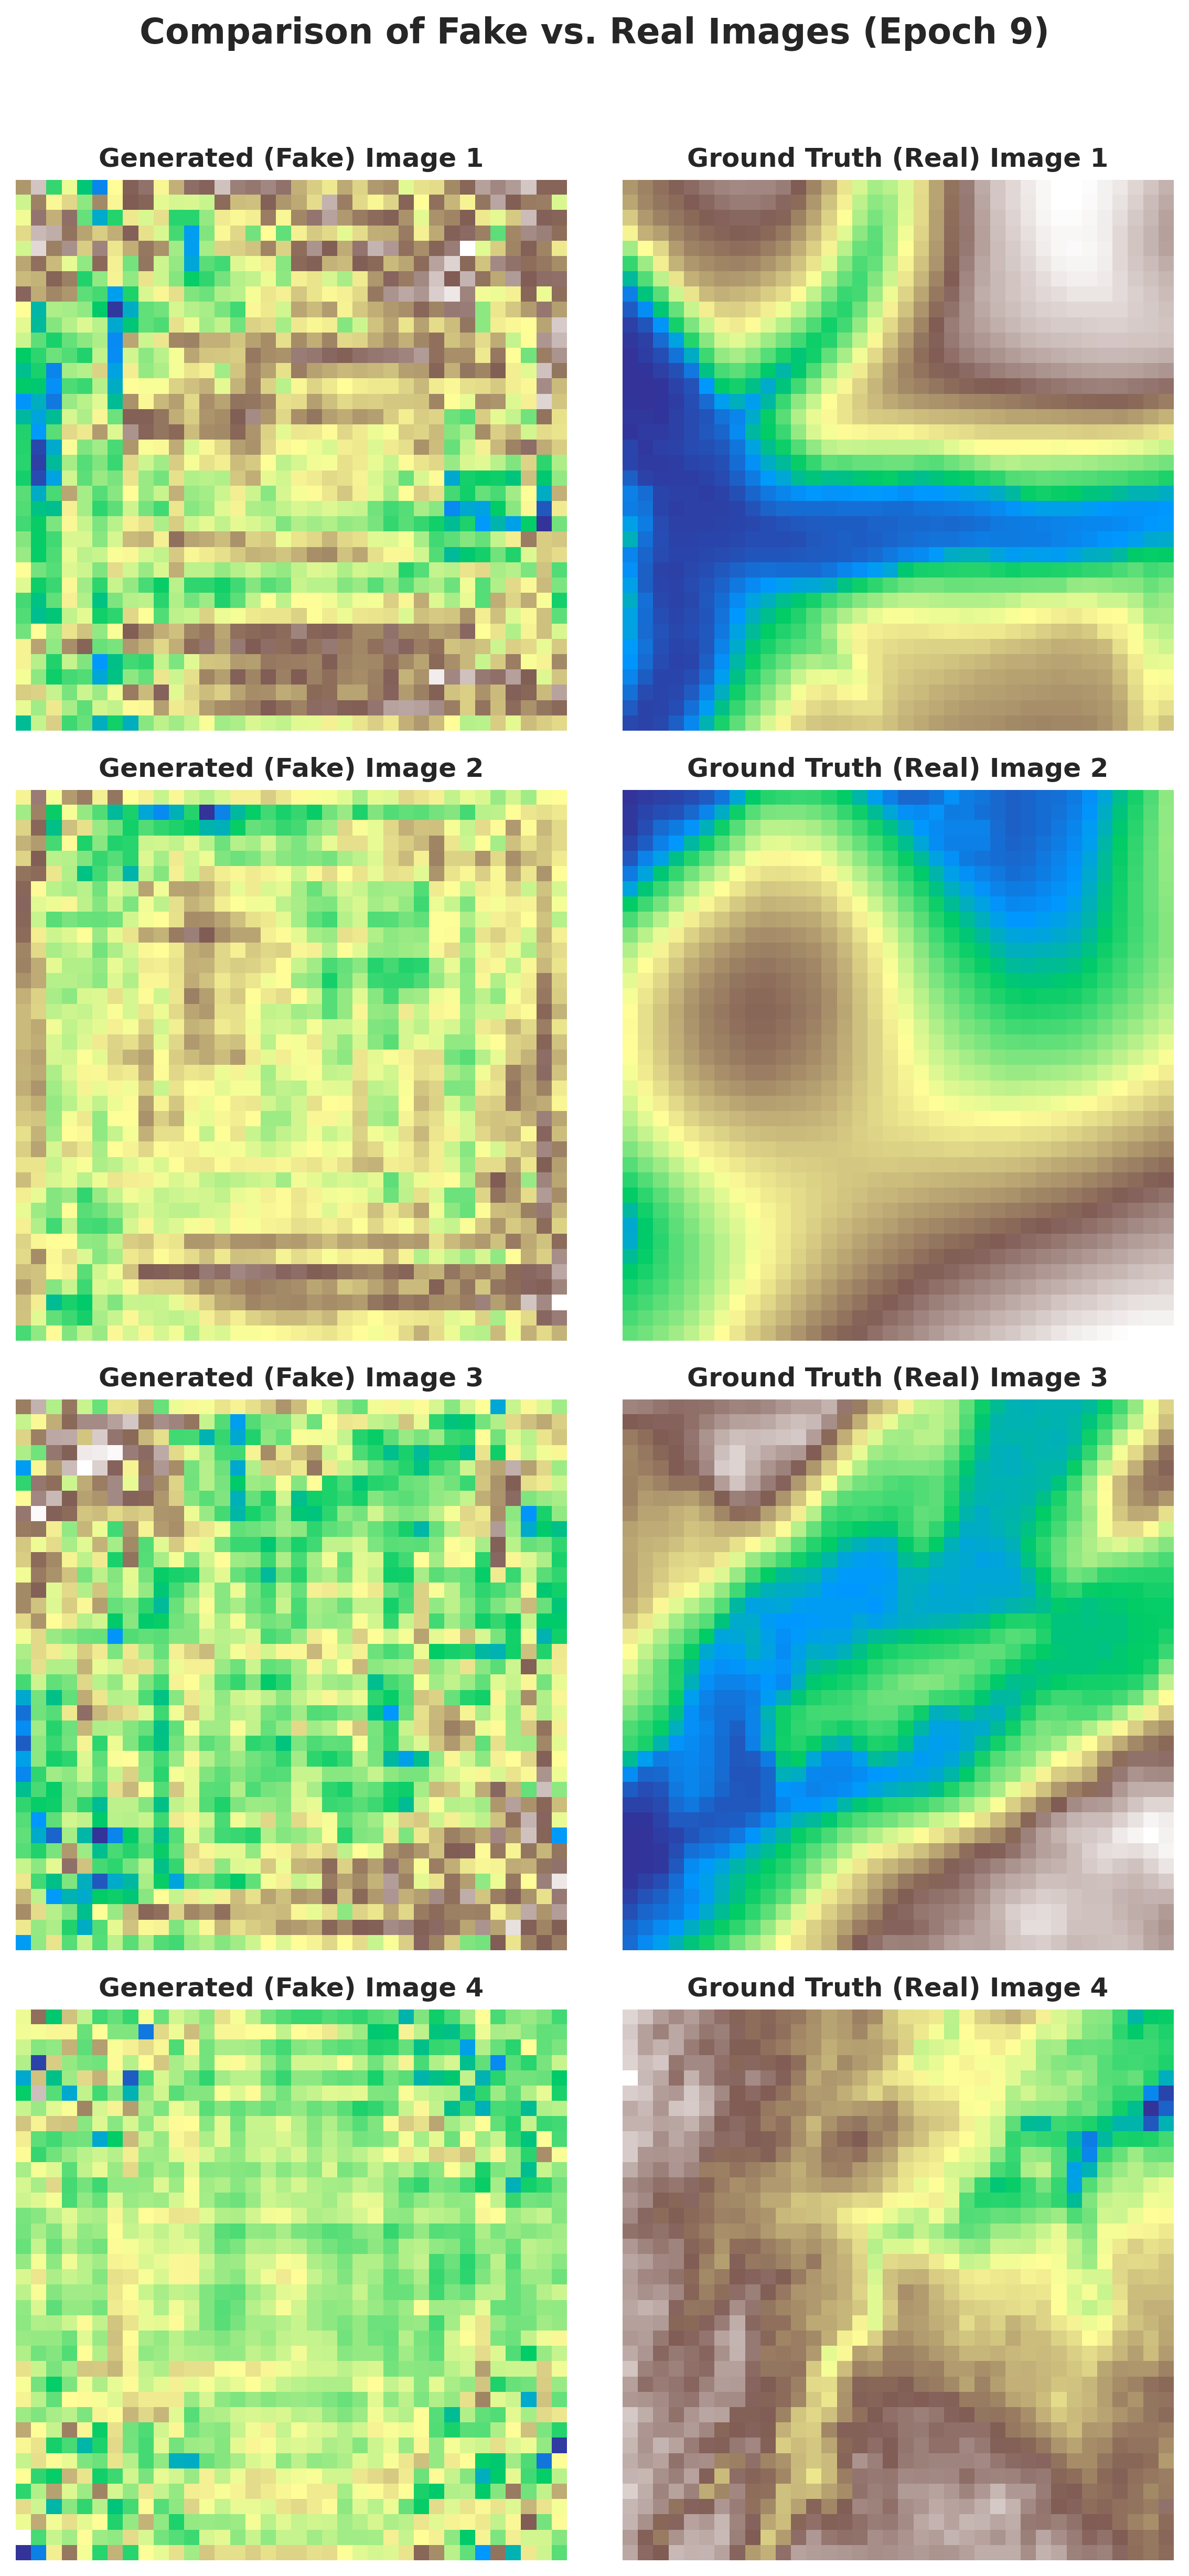 Comparison of Fake vs. Real Images (Epoch 9)
Generated (Fake) Image 1
Ground Truth (Real) Image 1
Generated (Fake) Image 2
Ground Truth (Real) Image 2
Generated (Fake) Image 3
Ground Truth (Real) Image 3
Generated (Fake) Image 4
Ground Truth (Real) Image 4